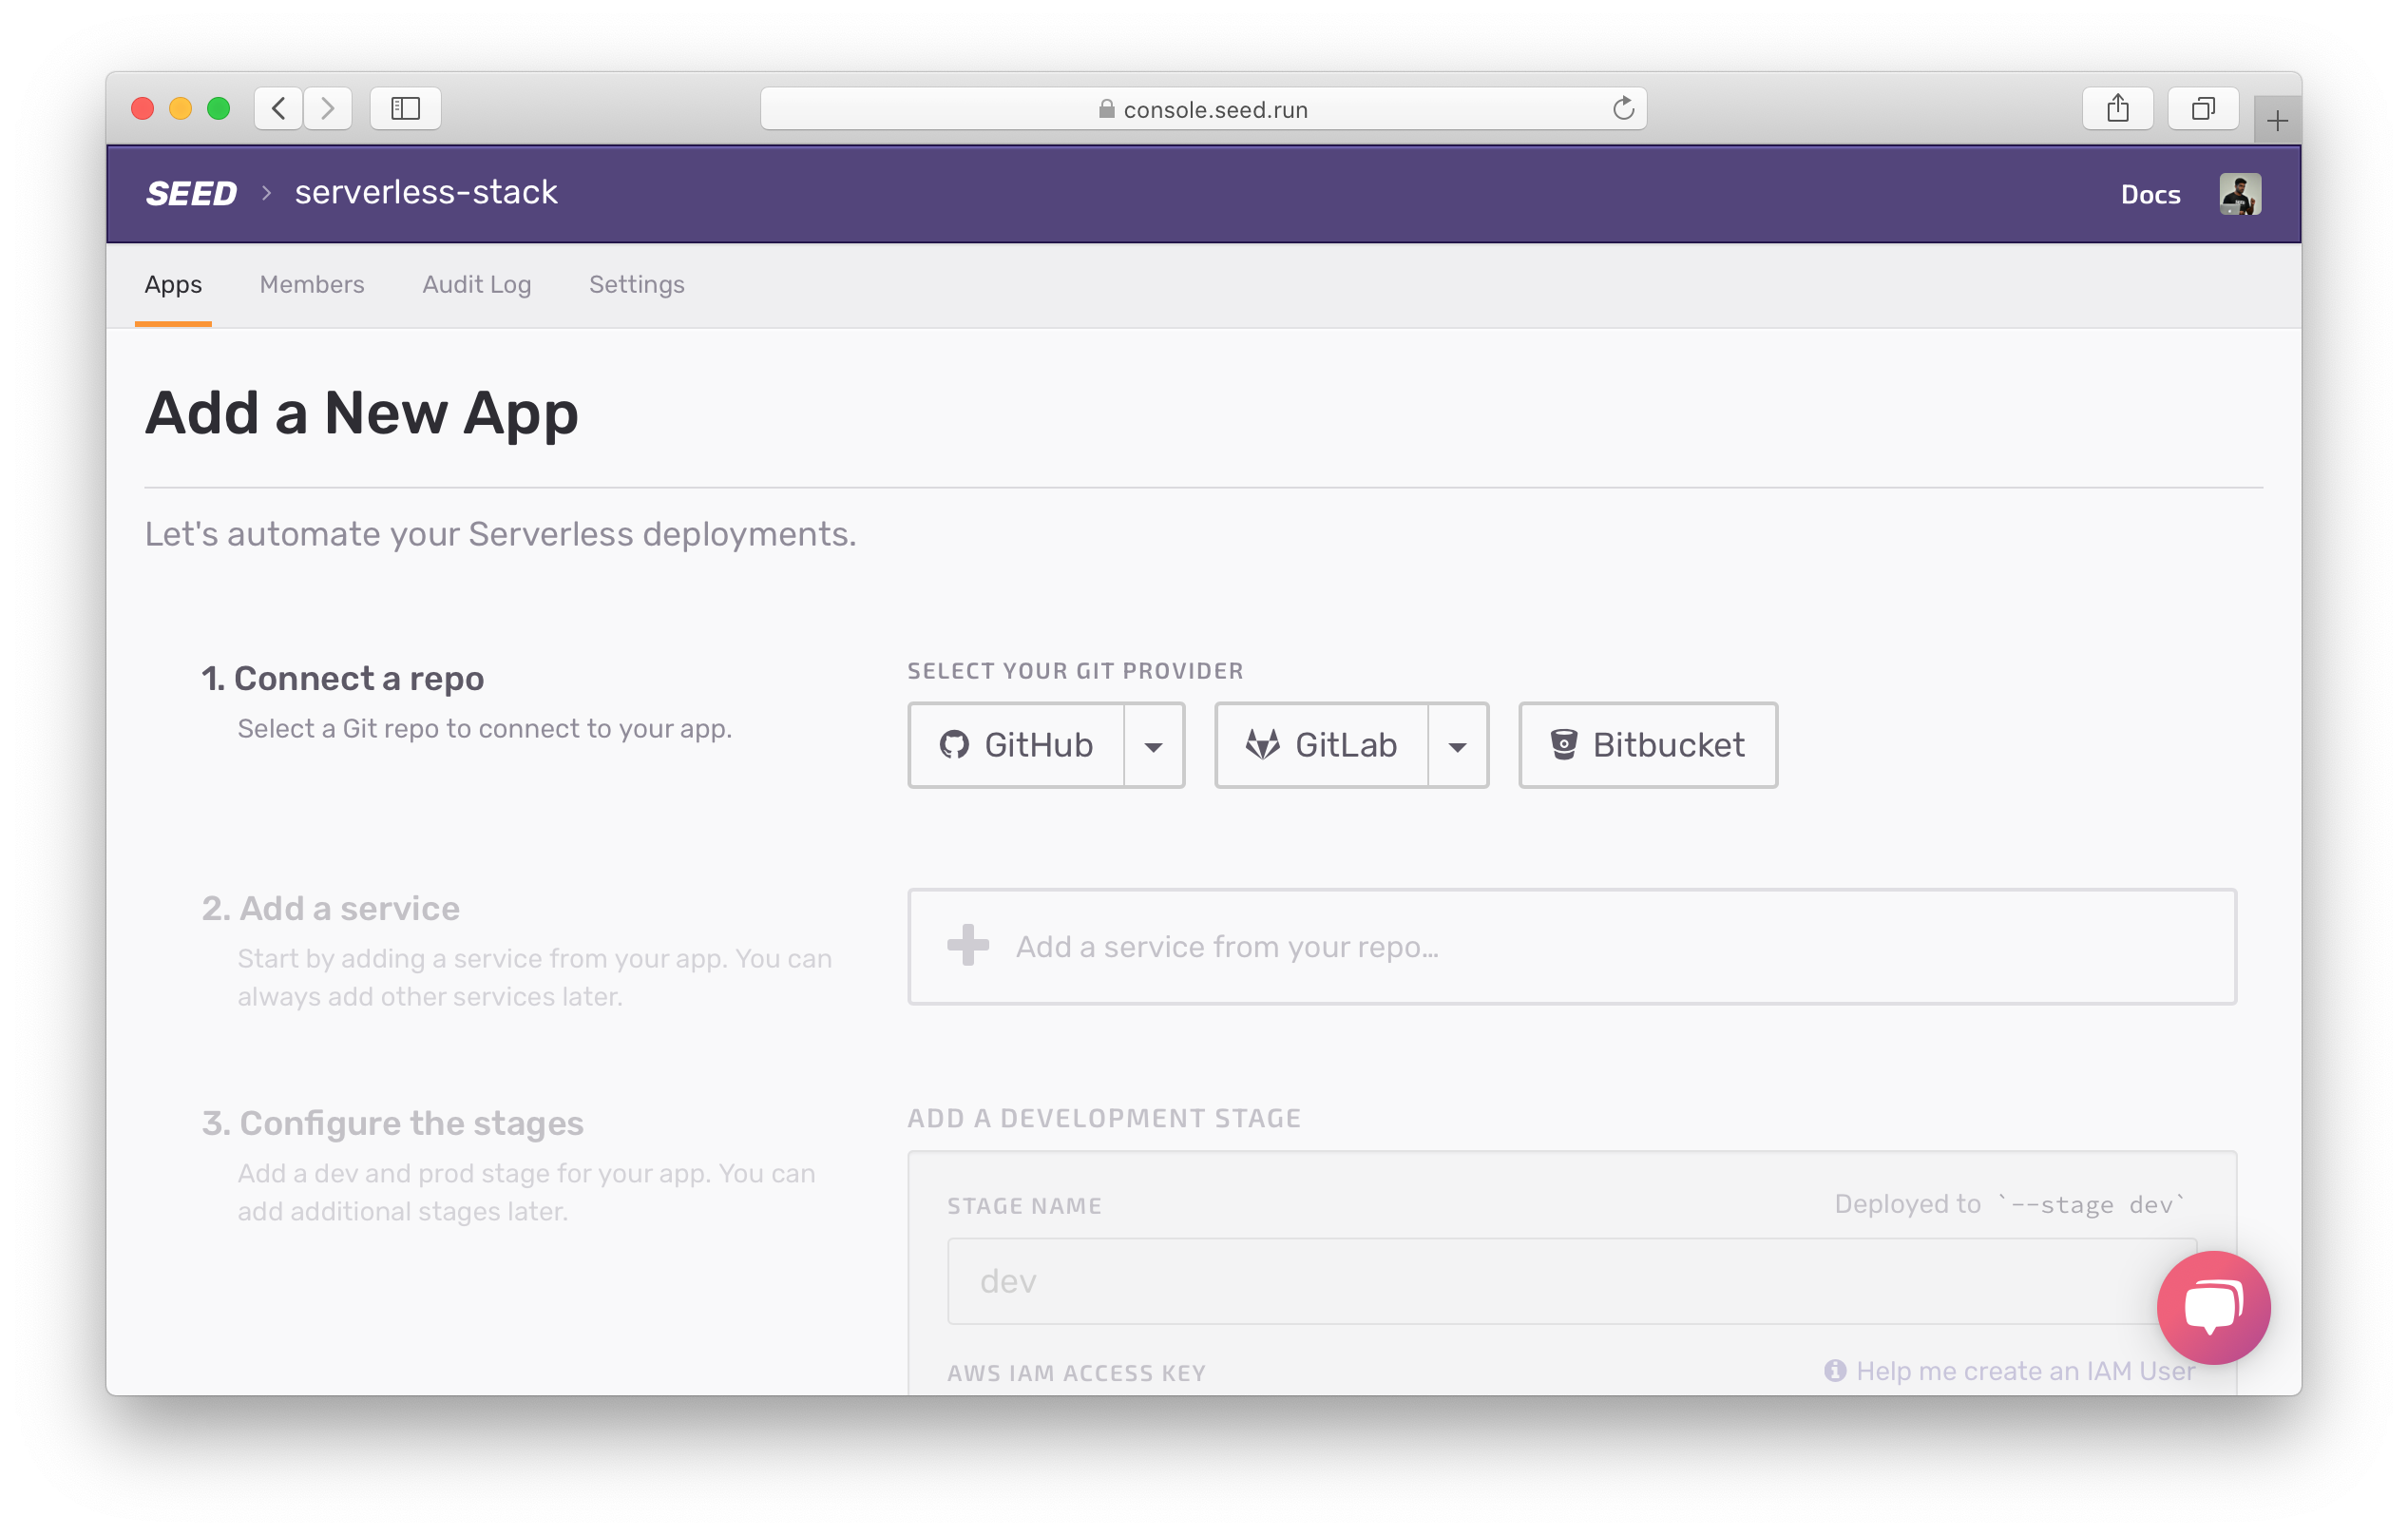 console.seed.run
SEED > serverless-stack
Docs
Apps Members Audit Log Settings
Add a New App
Let's automate your Serverless deployments.
1. Connect a repo
Select a Git repo to connect to your app.
SELECT YOUR GIT PROVIDER
GitHub GitLab Bitbucket
2. Add a service
Start by adding a service from your app. You can
always add other services later.
Add a service from your repo...
3. Configure the stages
Add a dev and prod stage for your app. You can
add additional stages later.
ADD A DEVELOPMENT STAGE
STAGE NAME
Deployed to `--stage dev`
dev
AWS IAM ACCESS KEY
Help me create an IAM User